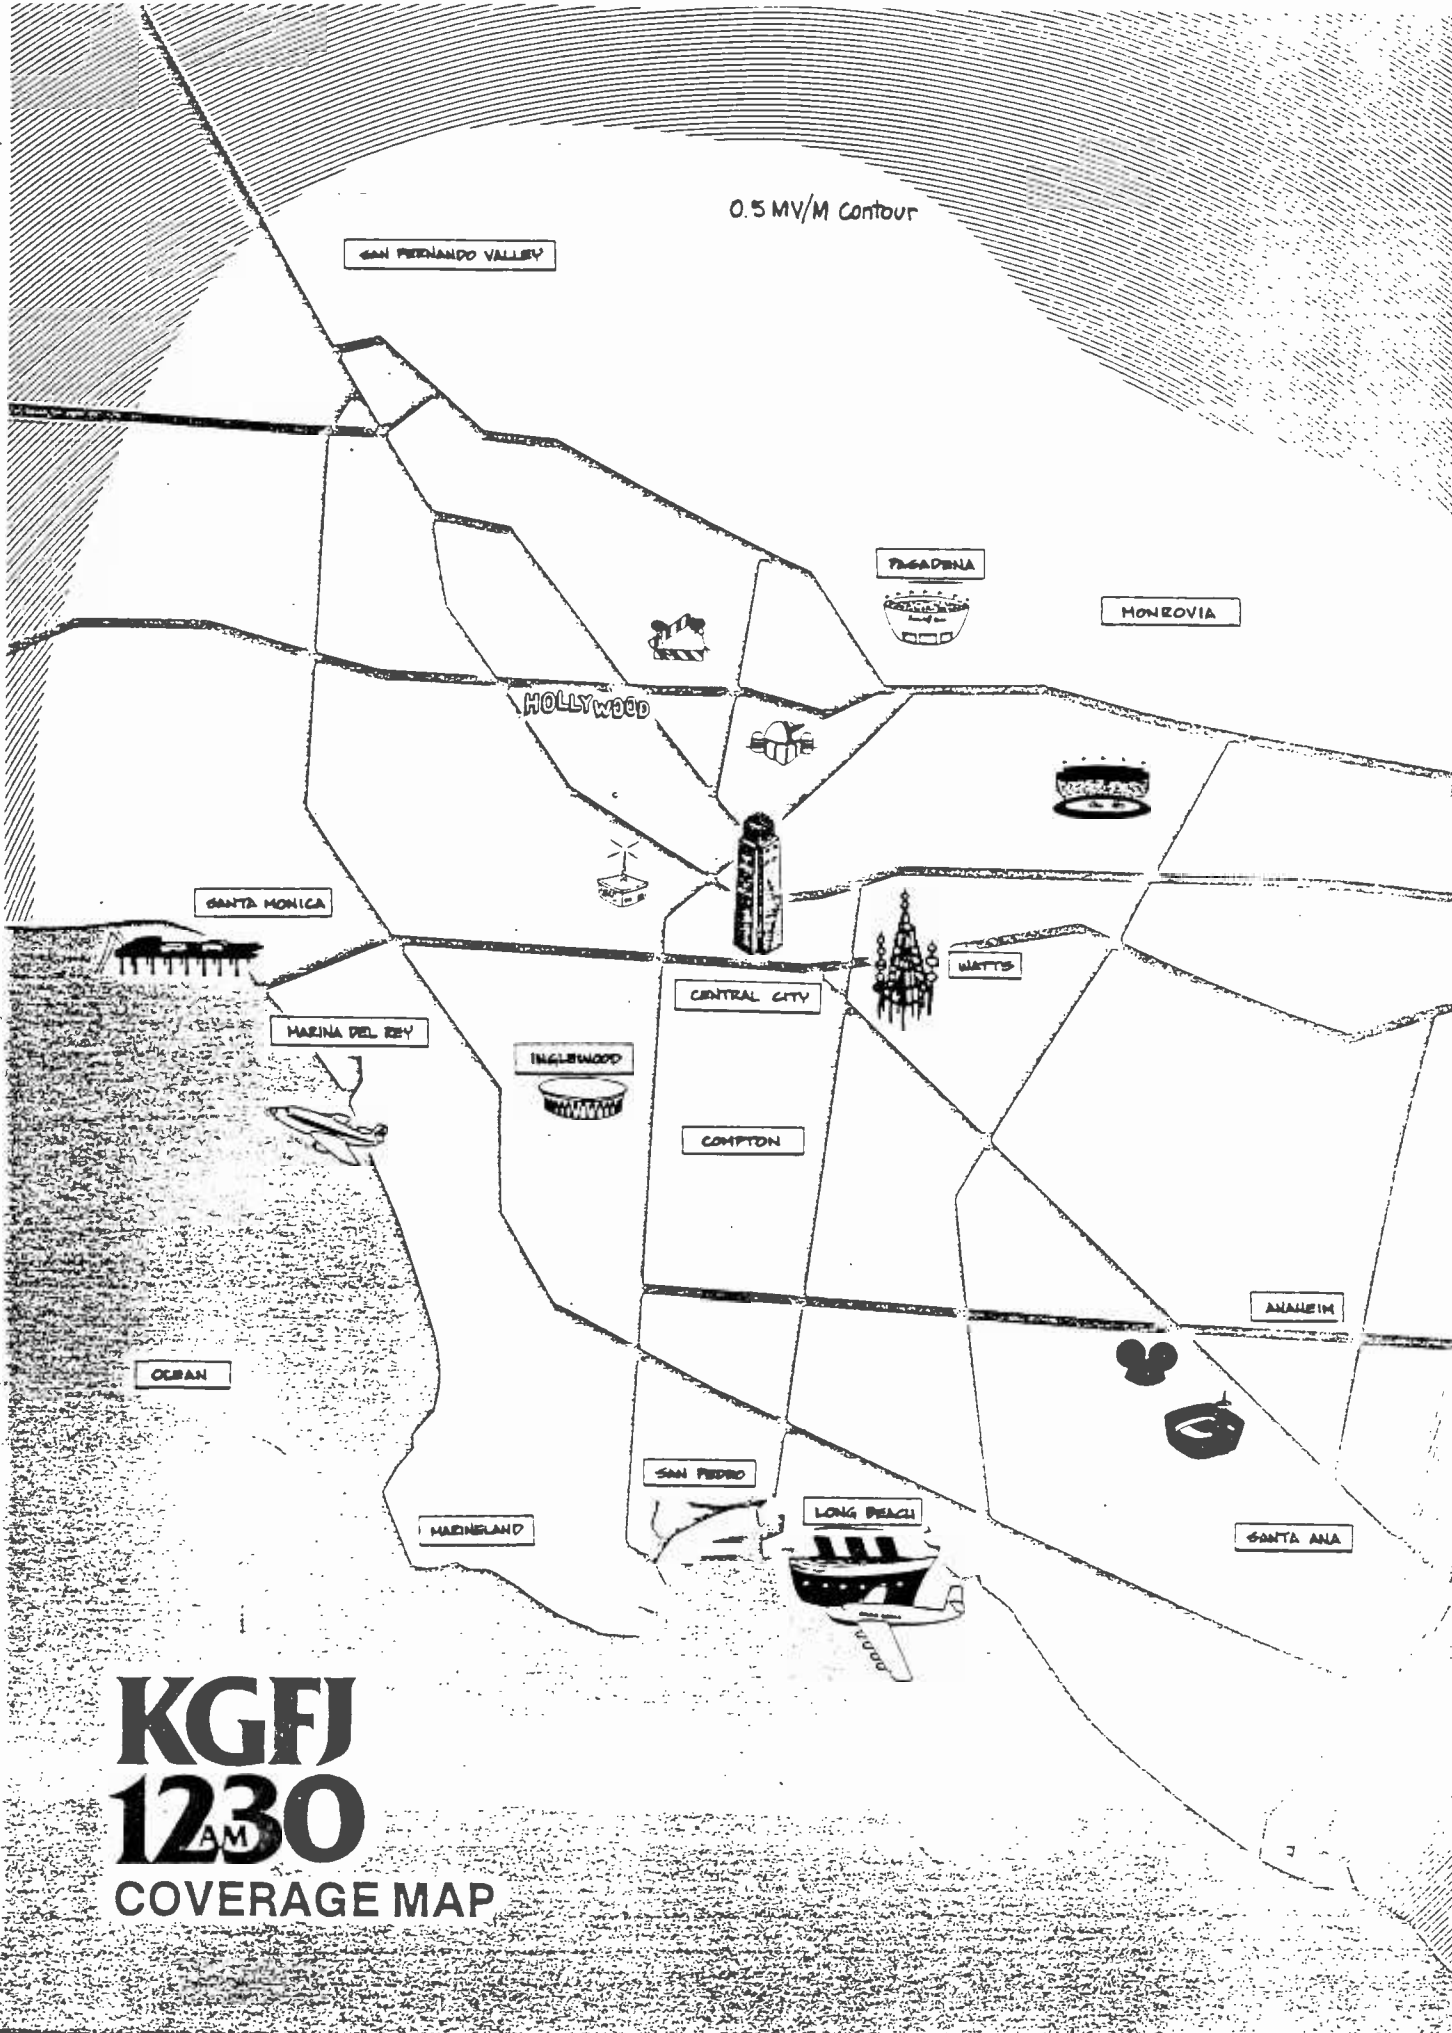 0.5 MV/M Contour
SAN FERNANDO VALLEY
PASADENA
MONROVIA
HOLLYWOOD
SANTA MONICA
WATTS
CENTRAL CITY
MARINA DEL REY
INGLEWOOD
COMPTON
ANAHEIM
OCEAN
SAN PEDRO
LONG BEACH
MARINELAND
SANTA ANA
KGFJ
1230
AM
COVERAGE MAP